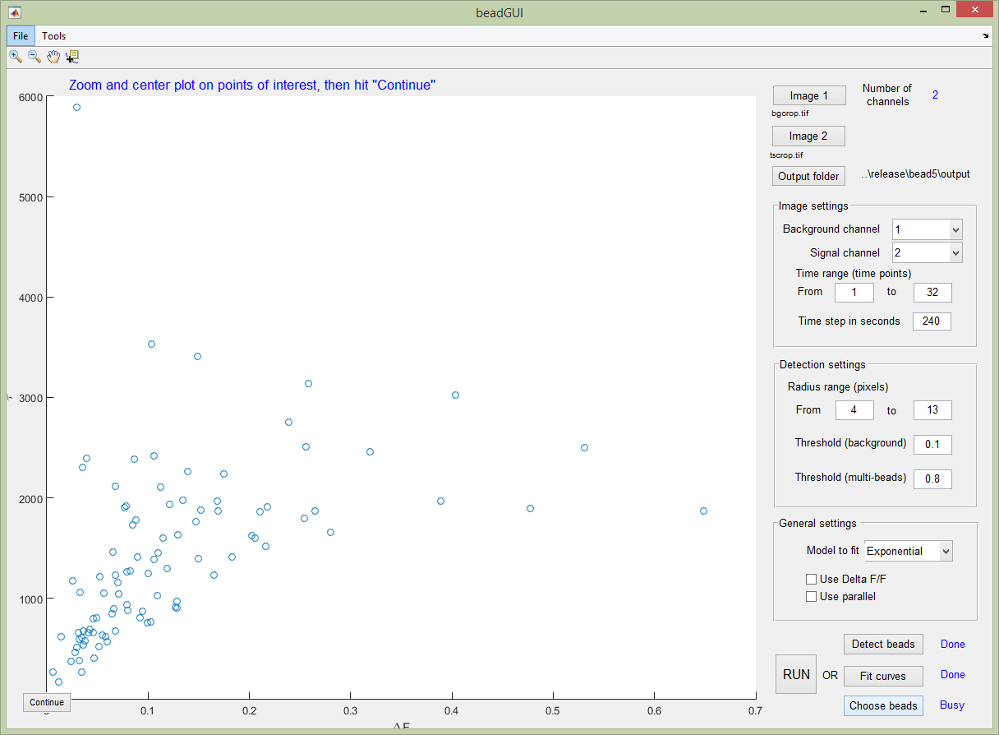 beadGUI
File Tools
Zoom and center plot on points of interest, then hit "Continue"
6000
5000
4000
3000
2000
1000
0.1 0.2 0.3 0.4 0.5 0.6 0.7
Continue
Image 1
Number of
channels
2
bgcrop.tif
Image 2
tscrop.tif
Output folder
..\release\bead5\output
Image settings
Background channel 1
Signal channel 2
Time range (time points)
From 1 to 32
Time step in seconds 240
Detection settings
Radius range (pixels)
From 4 to 13
Threshold (background) 0.1
Threshold (multi-beads) 0.8
General settings
Model to fit Exponential
Use Delta F/F
Use parallel
Detect beads Done
RUN OR Fit curves Done
Choose beads Busy